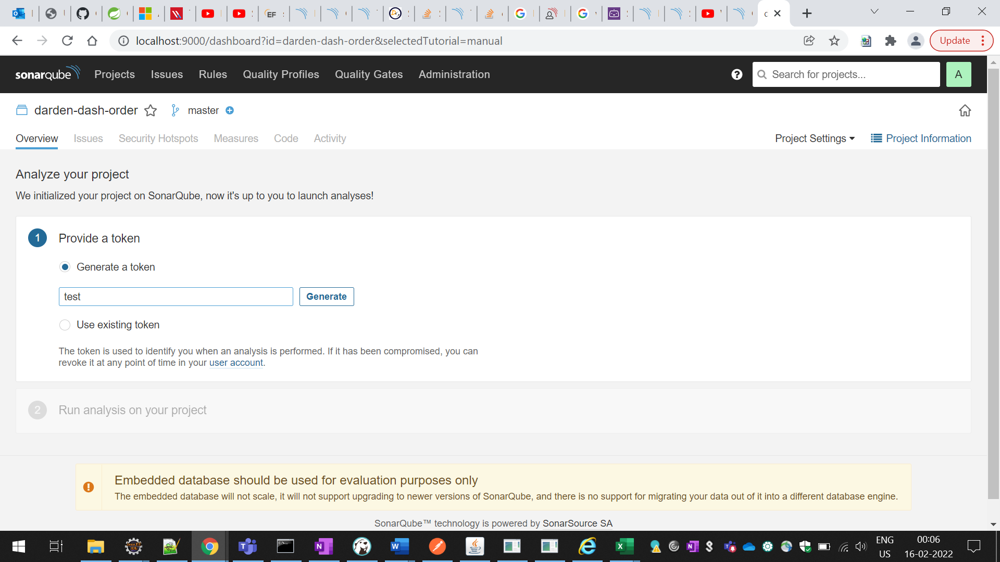 localhost:9000/dashboard?id=darden-dash-order&selectedTutorial=manual
Update
sonarqube Projects Issues Rules Quality Profiles Quality Gates Administration
Search for projects...
A
darden-dash-order master
Overview Issues Security Hotspots Measures Code Activity
Project Settings Project Information
Analyze your project
We initialized your project on SonarQube, now it's up to you to launch analyses!
1 Provide a token
Generate a token
test Generate
Use existing token
The token is used to identify you when an analysis is performed. If it has been compromised, you can
revoke it at any point of time in your user account.
2 Run analysis on your project
Embedded database should be used for evaluation purposes only
The embedded database will not scale, it will not support upgrading to newer versions of SonarQube, and there is no support for migrating your data out of it into a different database engine.
SonarQube™ technology is powered by SonarSource SA
ENG 00:06
US 16-02-2022